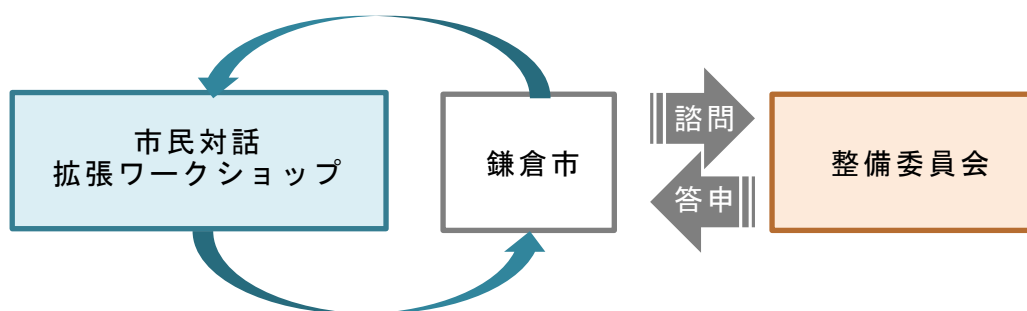 市民対話
拡張ワークショップ
鎌倉市
諮問
答申
整備委員会